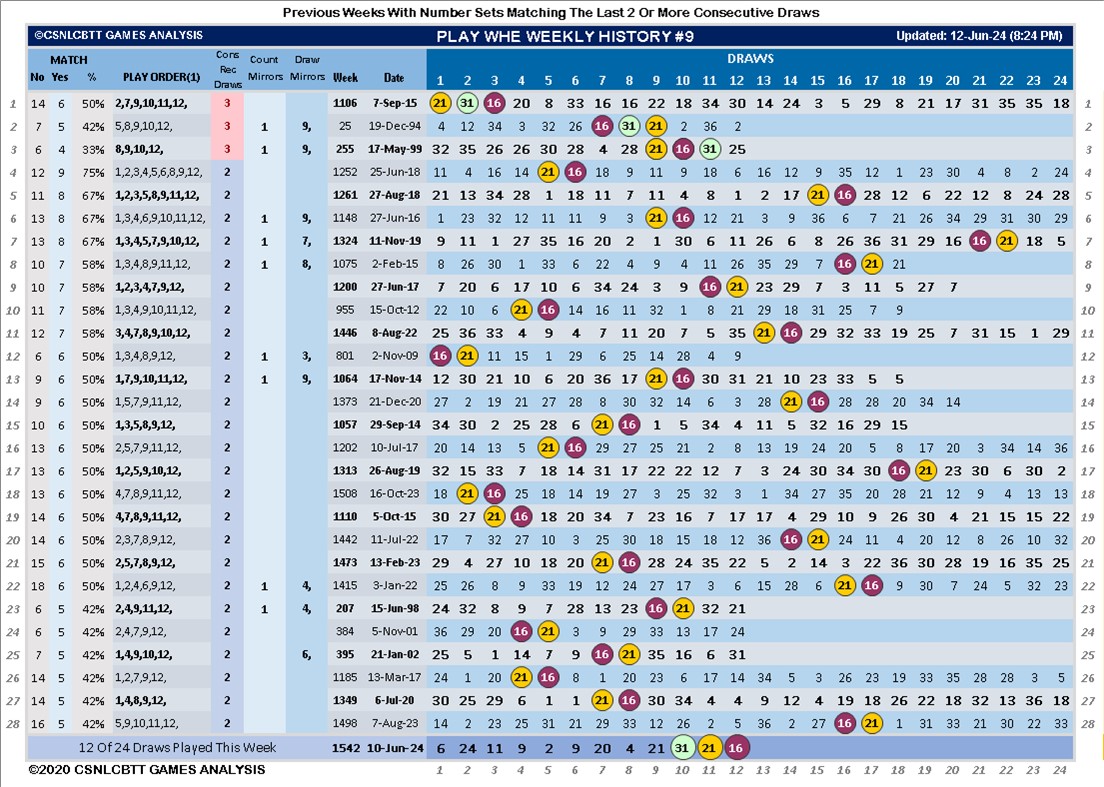 Previous Weeks With Number Sets Matching The Last 2 Or More Consecutive Draws
©CSNLCBTT GAMES ANALYSIS PLAY WHE WEEKLY HISTORY #9 Updated: 12-Jun-24 (8:24 PM)
MATCH Cons Count Draw DRAWS
No Yes % PLAY ORDER(1) Rec Draws Mirrors Mirrors Week Date 1 2 3 4 5 6 7 8 9 10 11 12 13 14 15 16 17 18 19 20 21 22 23 24
1 14 6 50% 2,7,9,10,11,12, 3 1106 7-Sep-15 21 31 16 20 8 33 16 16 22 18 34 30 14 24 3 5 29 8 21 17 31 35 35 18 1
2 7 5 42% 5,8,9,10,12, 3 1 9, 25 19-Dec-94 4 12 34 3 32 26 16 31 21 2 36 2 2
3 6 4 33% 8,9,10,12, 3 1 9, 255 17-May-99 32 35 26 26 30 28 4 28 21 16 31 25 3
4 12 9 75% 1,2,3,4,5,6,8,9,12, 2 1252 25-Jun-18 11 4 16 14 21 16 18 9 11 9 18 6 16 12 9 35 12 1 23 30 4 8 2 24 4
5 11 8 67% 1,2,3,5,8,9,11,12, 2 1261 27-Aug-18 21 13 34 28 1 18 11 7 11 4 8 1 2 17 21 16 28 12 6 22 12 8 24 28 5
6 13 8 67% 1,3,4,6,9,10,11,12, 2 1 9, 1148 27-Jun-16 1 23 32 12 11 11 9 3 21 16 12 21 3 9 36 6 7 21 26 34 29 31 30 29 6
7 13 8 67% 1,3,4,5,7,9,10,12, 2 1 7, 1324 11-Nov-19 9 11 1 27 35 16 20 2 1 30 6 11 26 6 8 26 36 31 29 16 16 21 18 5 7
8 10 7 58% 1,3,4,8,9,11,12, 2 1 8, 1075 2-Feb-15 8 26 30 1 33 6 22 4 9 4 11 26 35 29 7 16 21 21 8
9 10 7 58% 1,2,3,4,7,9,12, 2 1200 27-Jun-17 7 20 6 17 10 6 34 24 3 9 16 21 23 29 7 3 11 5 27 7 9
10 11 7 58% 1,3,4,9,10,11,12, 2 955 15-Oct-12 22 10 6 21 16 14 16 11 32 8 1 24 9 31 25 7 9 10
11 12 7 58% 3,4,7,8,9,10,12, 2 1446 8-Aug-22 25 36 33 4 9 4 7 11 20 7 5 35 21 16 29 32 33 19 25 7 31 15 1 29 11
12 6 6 50% 1,3,4,8,9,12, 2 1 3, 801 2-Nov-09 16 21 11 15 1 29 6 25 14 28 4 9 12
13 9 6 50% 1,7,9,10,11,12, 2 1 9, 1064 17-Nov-14 12 30 21 10 6 20 36 17 21 16 30 31 21 10 23 33 5 5 13
14 9 6 50% 1,5,7,9,11,12, 2 1373 21-Dec-20 27 2 19 21 27 28 8 30 32 14 6 3 28 21 16 28 28 20 34 14 14
15 10 6 50% 1,3,5,8,9,12, 2 1057 29-Sep-14 34 30 2 25 28 6 21 16 1 5 34 4 11 5 32 16 29 15 15
16 10 6 50% 2,5,7,9,11,12, 2 1202 10-Jul-17 20 14 13 5 21 16 29 27 25 21 2 8 13 19 24 20 5 8 17 20 3 34 14 36 16
17 13 6 50% 1,2,5,9,10,12, 2 1313 26-Aug-19 32 15 33 7 18 14 31 17 22 22 12 7 3 24 30 34 30 16 21 23 30 6 30 2 17
18 13 6 50% 4,7,8,9,11,12, 2 1508 16-Oct-23 18 21 16 25 18 14 19 27 3 25 32 3 1 34 27 35 20 28 21 12 9 4 13 13 18
19 14 6 50% 4,7,8,9,11,12, 2 1110 5-Oct-15 30 27 21 16 18 20 34 7 23 16 7 17 17 4 29 10 9 26 30 4 21 15 15 22 19
20 14 6 50% 2,3,7,8,9,12, 2 1442 11-Jul-22 17 7 32 27 10 3 25 20 30 18 15 18 12 36 16 21 24 11 4 20 12 8 26 10 32 20
21 15 6 50% 2,5,7,8,9,12, 2 1473 13-Feb-23 29 4 27 10 18 20 21 16 28 24 35 22 5 2 14 3 22 36 30 28 19 16 35 25 21
22 18 6 50% 1,2,4,6,9,12, 2 1 4, 1415 3-Jan-22 6 25 8 9 33 19 12 24 27 17 3 6 15 28 6 21 16 9 30 7 24 5 32 23 22
23 6 5 42% 2,4,9,11,12, 2 1 4, 207 15-Jun-98 24 32 8 9 7 28 13 23 16 21 32 21 23
24 6 5 42% 2,4,7,9,12, 2 384 5-Nov-01 36 29 20 16 21 3 9 29 33 13 17 24 24
25 7 5 42% 1,4,9,10,12, 2 6, 395 21-Jan-02 25 5 1 14 7 9 16 21 35 16 6 31 25
26 14 5 42% 1,2,7,9,12, 2 1185 13-Mar-17 24 1 20 21 16 8 1 20 23 9 17 14 34 5 3 26 23 19 33 35 28 28 3 5 26
27 14 5 42% 1,4,8,9,12, 2 1349 6-Jul-20 30 25 29 6 1 1 21 16 30 20 34 4 4 9 4 19 18 26 22 18 32 13 36 18 27
28 16 5 42% 5,9,10,11,12, 2 1498 7-Aug-23 14 2 23 25 31 21 29 33 12 26 2 5 36 2 27 16 21 1 31 33 21 30 22 33 28
12 Of 24 Draws Played This Week 1542 10-Jun-24 6 24 11 9 2 9 20 4 21 31 21 16
©2020 CSNLCBTT GAMES ANALYSIS 1 2 3 4 5 6 7 8 9 10 11 12 13 14 15 16 17 18 19 20 21 22 23 24